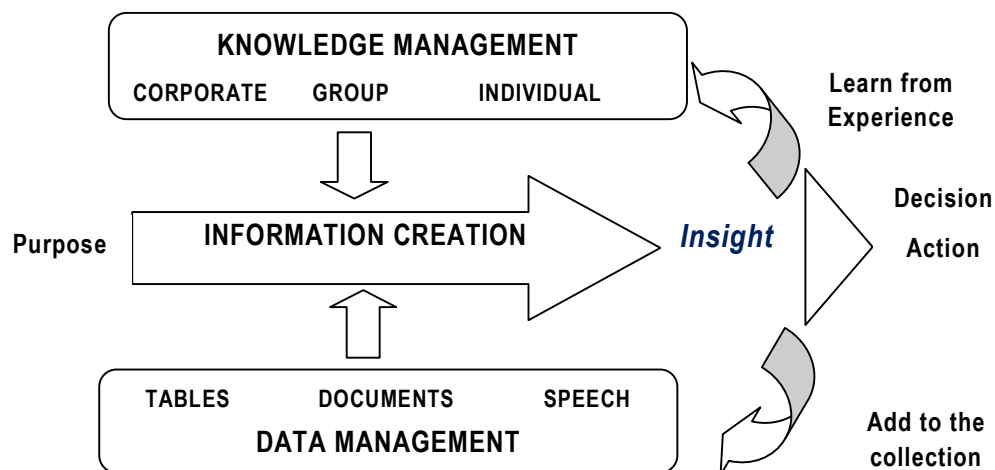 KNOWLEDGE MANAGEMENT
CORPORATE GROUP INDIVIDUAL
Learn from
Experience
Purpose
INFORMATION CREATION
Insight
Decision
Action
TABLES DOCUMENTS SPEECH
DATA MANAGEMENT
Add to the
collection